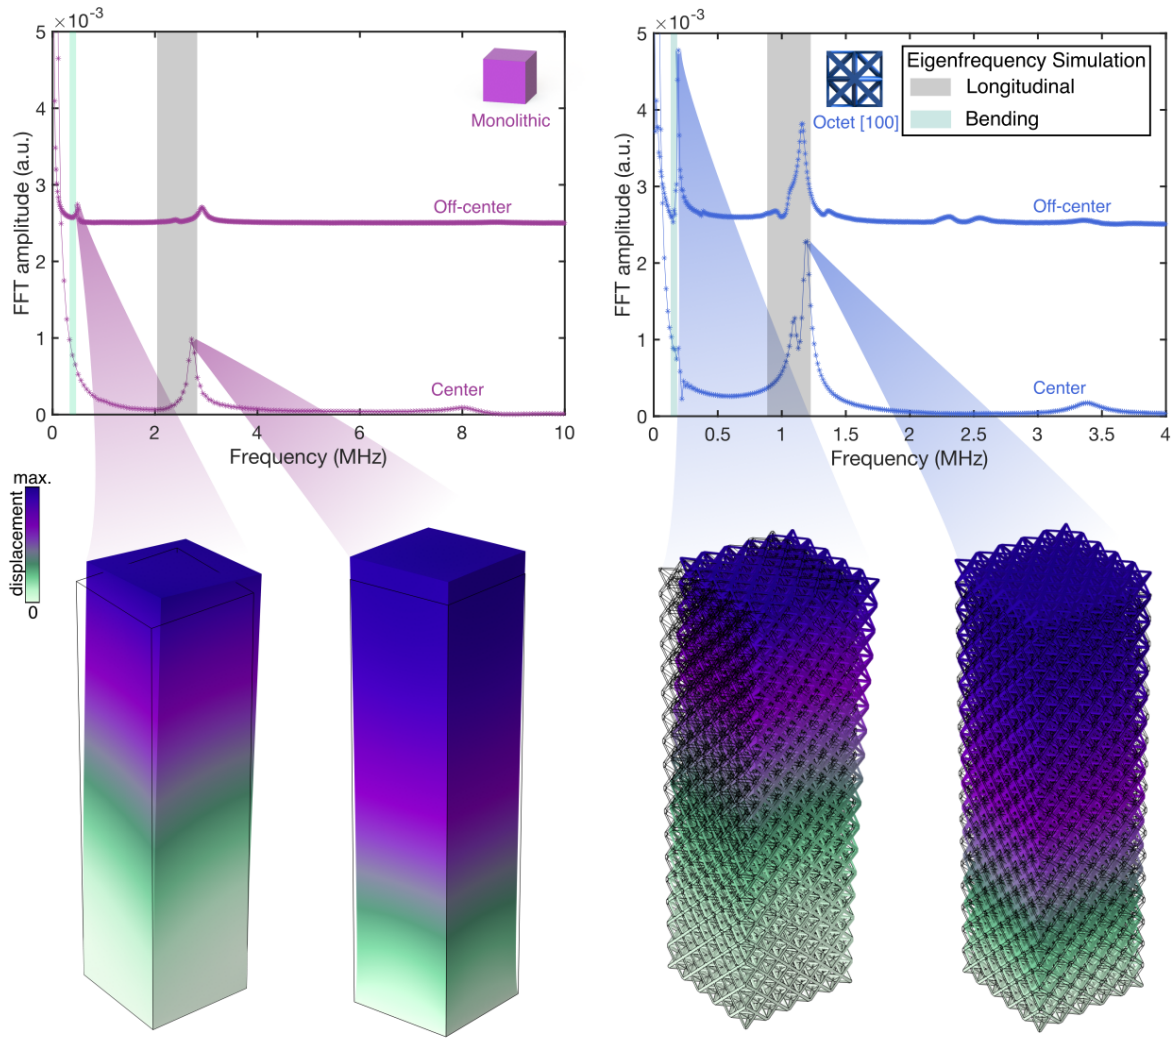 ×10⁻³
5
4
3
2
1
0
FFT amplitude (a.u.)
Monolithic
Off-center
Center
0 2 4 6 8 10
Frequency (MHz)
×10⁻³
5
4
3
2
1
0
FFT amplitude (a.u.)
Octet [100]
Eigenfrequency Simulation
Longitudinal
Bending
Off-center
Center
0 0.5 1 1.5 2 2.5 3 3.5 4
Frequency (MHz)
max.
displacement
0